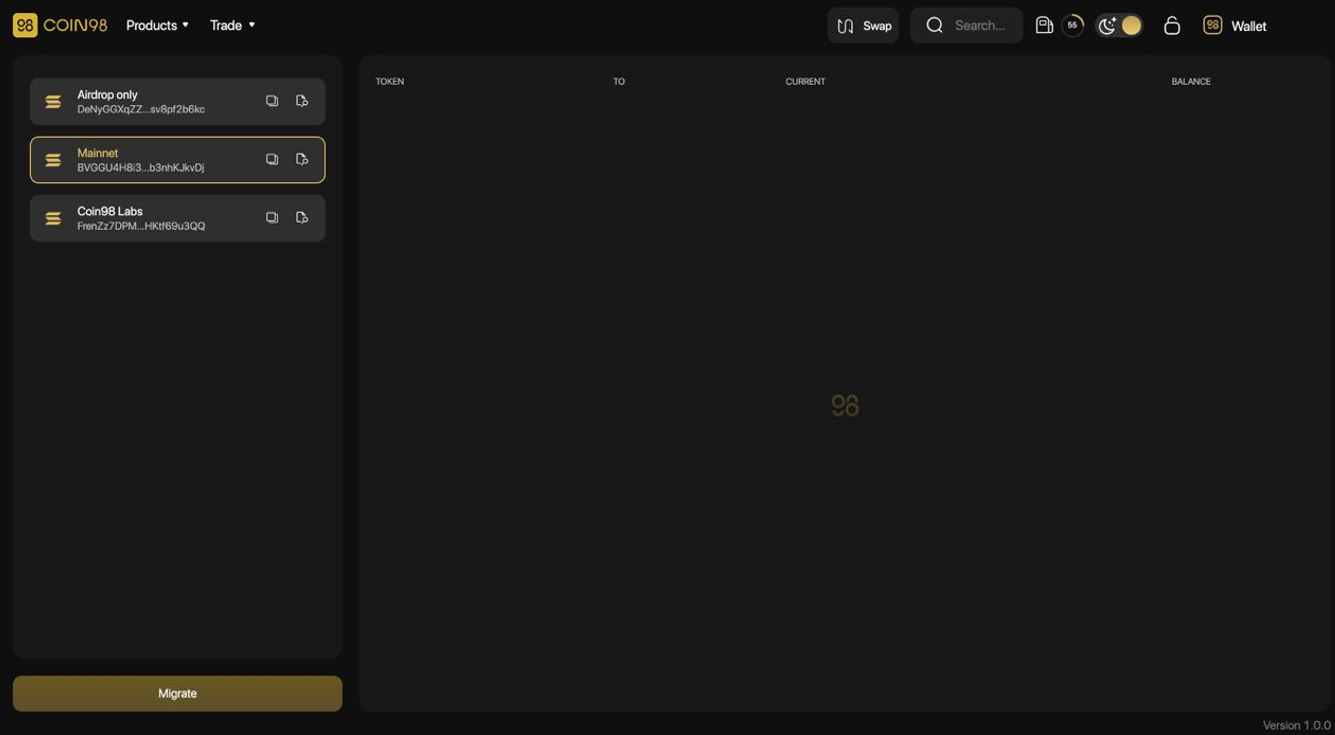 98 COIN98 Products Trade Swap Search... 55 98 Wallet
Airdrop only
DeNyGGXqZZ...sv8pf2b6kc
Mainnet
BVGGU4H8i3...b3nhKJkvDj
Coin98 Labs
FrenZz7DPM...HKtf69u3QQ
Migrate
TOKEN TO CURRENT BALANCE
98
Version 1.0.0